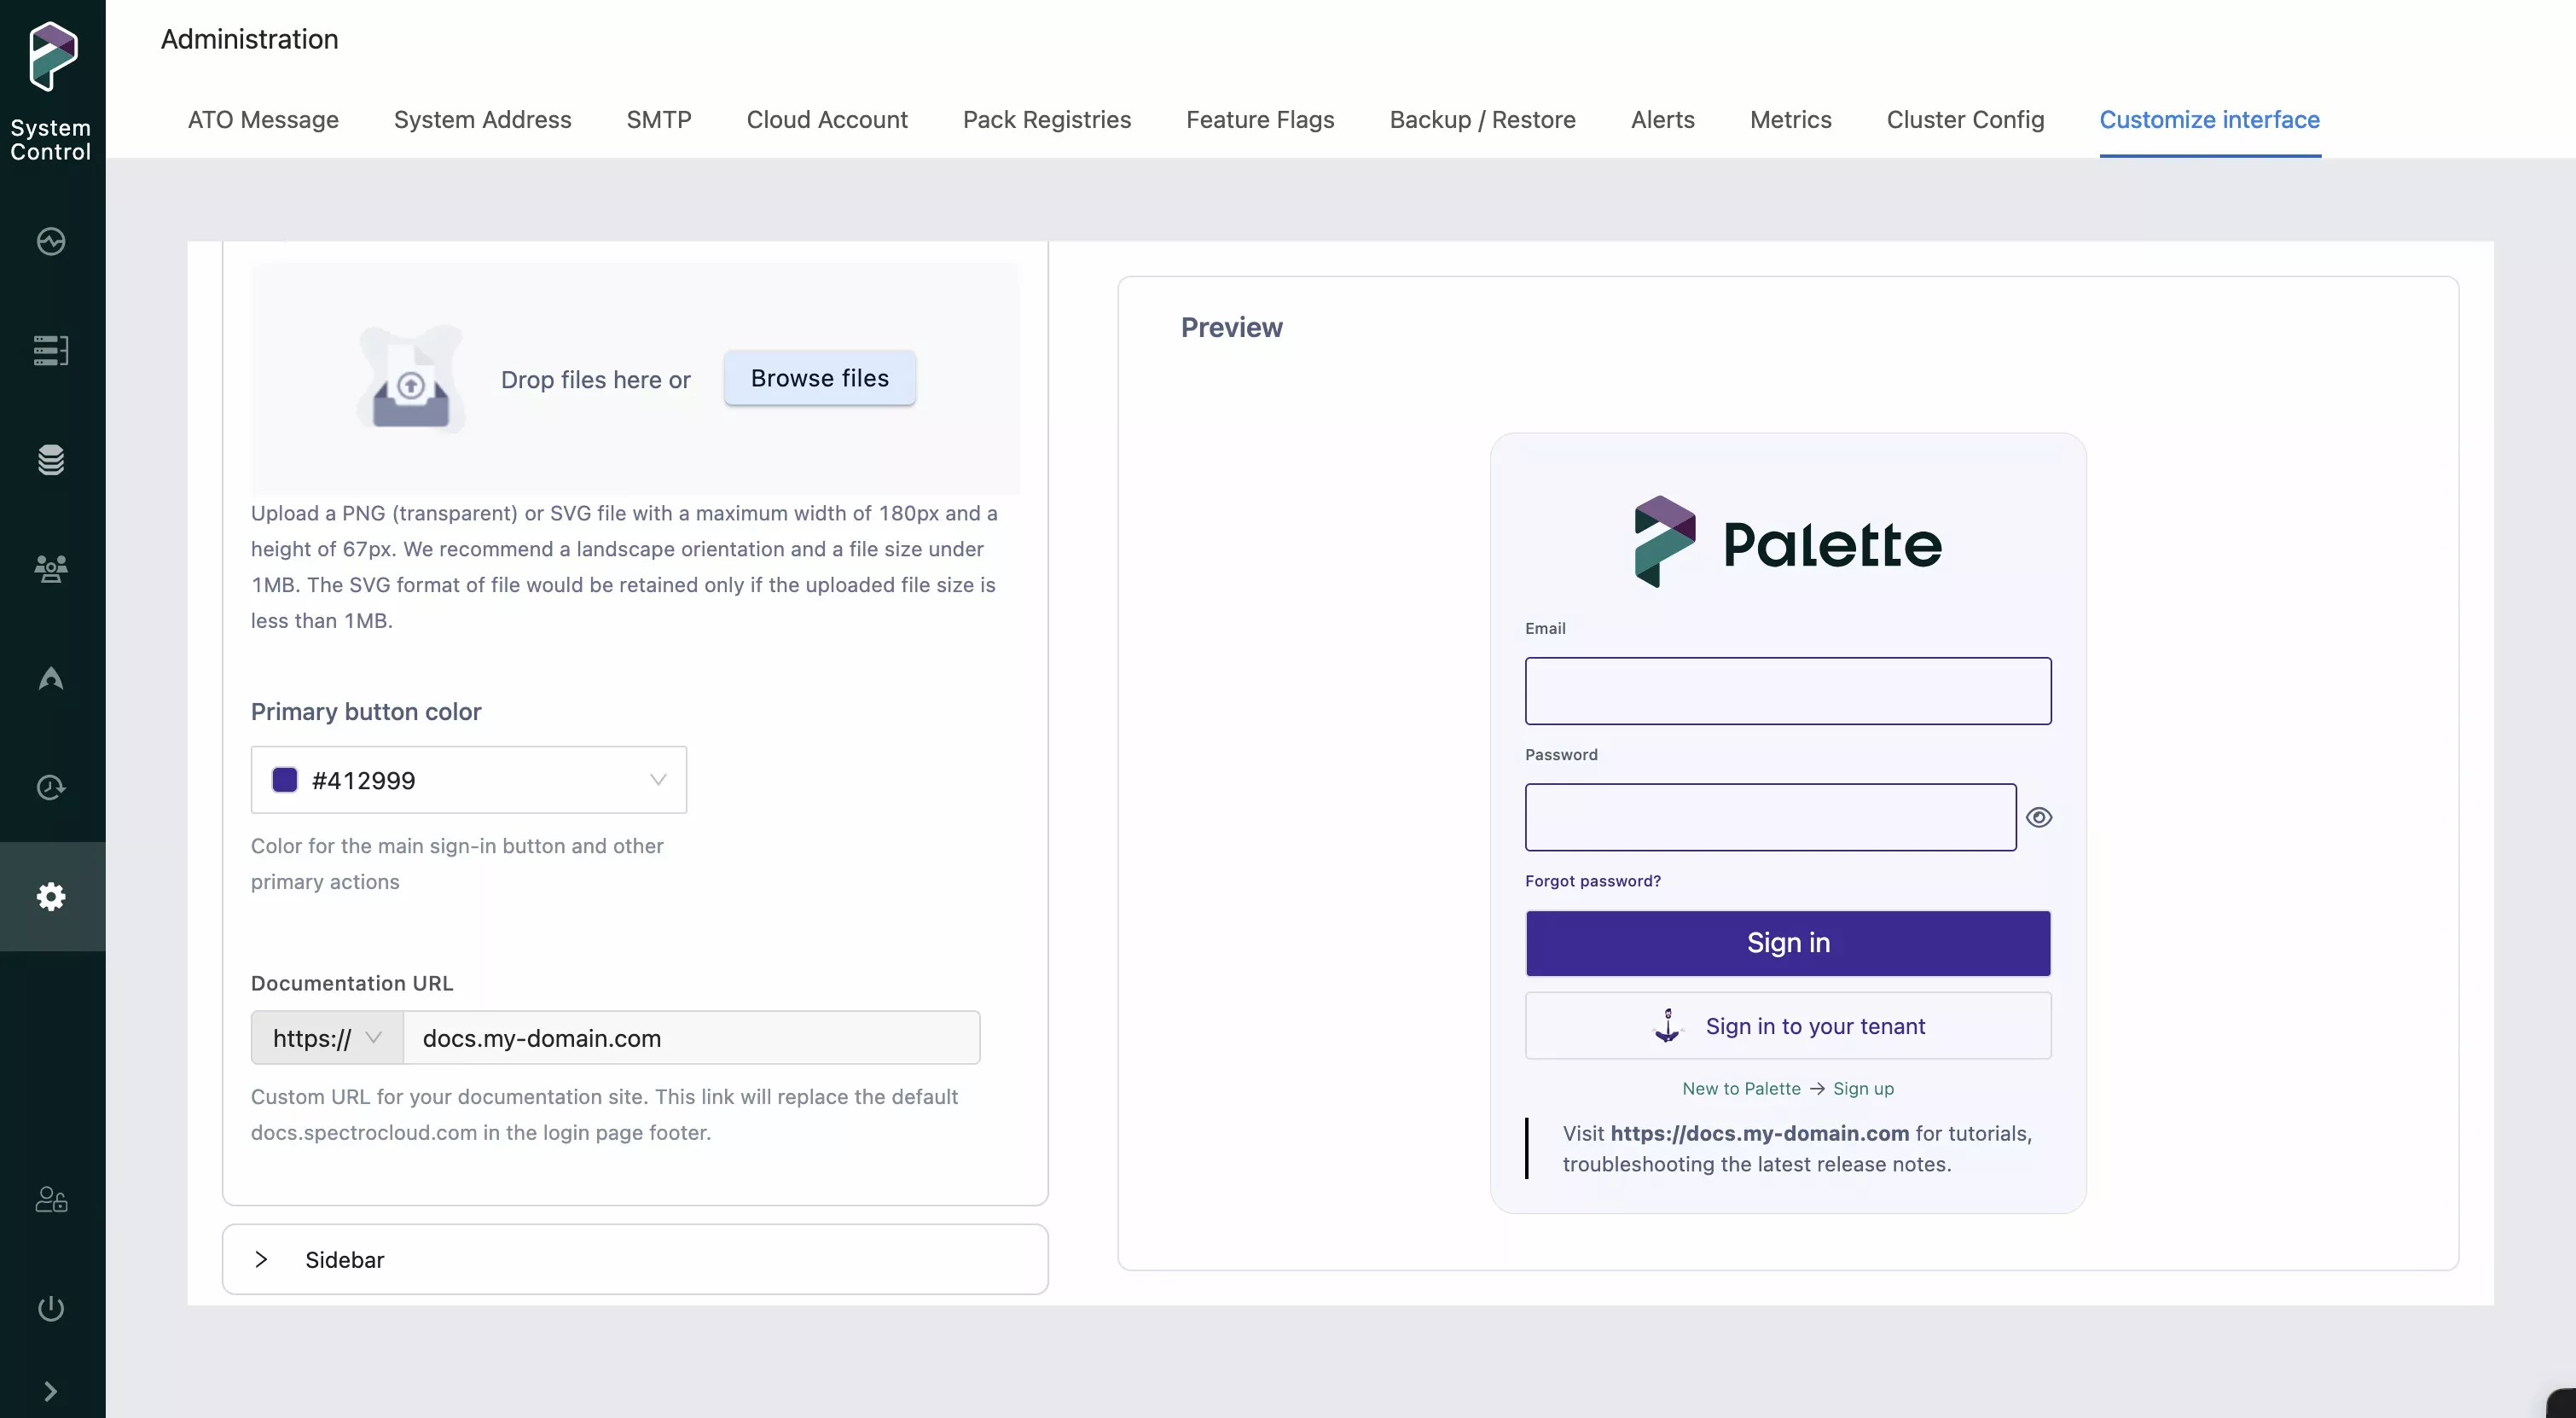 System
Control
Administration
ATO Message
System Address
SMTP
Cloud Account
Pack Registries
Feature Flags
Backup / Restore
Alerts
Metrics
Cluster Config
Customize interface
Drop files here or
Browse files
Upload a PNG (transparent) or SVG file with a maximum width of 180px and a
height of 67px. We recommend a landscape orientation and a file size under
1MB. The SVG format of file would be retained only if the uploaded file size is
less than 1MB.
Primary button color
#412999
Color for the main sign-in button and other
primary actions
Documentation URL
https://
docs.my-domain.com
Custom URL for your documentation site. This link will replace the default
docs.spectrocloud.com in the login page footer.
Sidebar
Preview
Palette
Email
Password
Forgot password?
Sign in
Sign in to your tenant
New to Palette → Sign up
Visit https://docs.my-domain.com for tutorials,
troubleshooting the latest release notes.